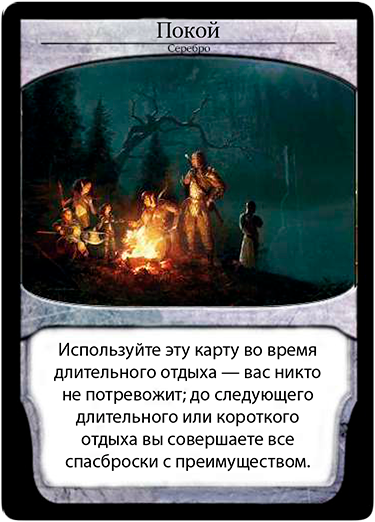 Покой
Серебро
Используйте эту карту во время
длительного отдыха — вас никто
не потревожит; до следующего
длительного или короткого
отдыха вы совершаете все
спасброски с преимуществом.